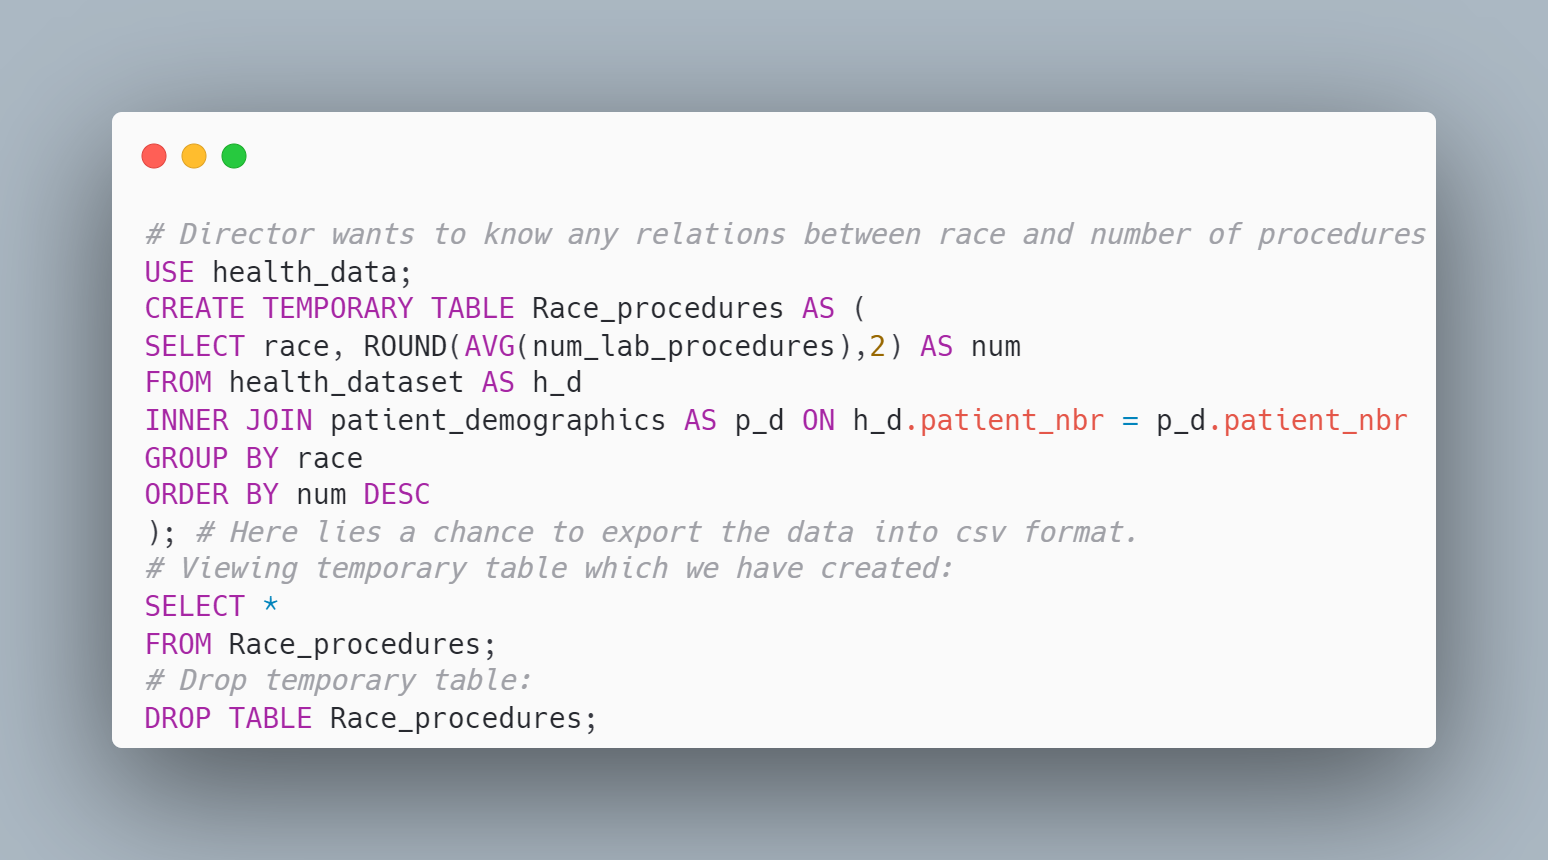 # Director wants to know any relations between race and number of procedures
USE health_data;
CREATE TEMPORARY TABLE Race_procedures AS (
SELECT race, ROUND(AVG(num_lab_procedures),2) AS num
FROM health_dataset AS h_d
INNER JOIN patient_demographics AS p_d ON h_d.patient_nbr = p_d.patient_nbr
GROUP BY race
ORDER BY num DESC
); # Here lies a chance to export the data into csv format.
# Viewing temporary table which we have created:
SELECT *
FROM Race_procedures;
# Drop temporary table:
DROP TABLE Race_procedures;